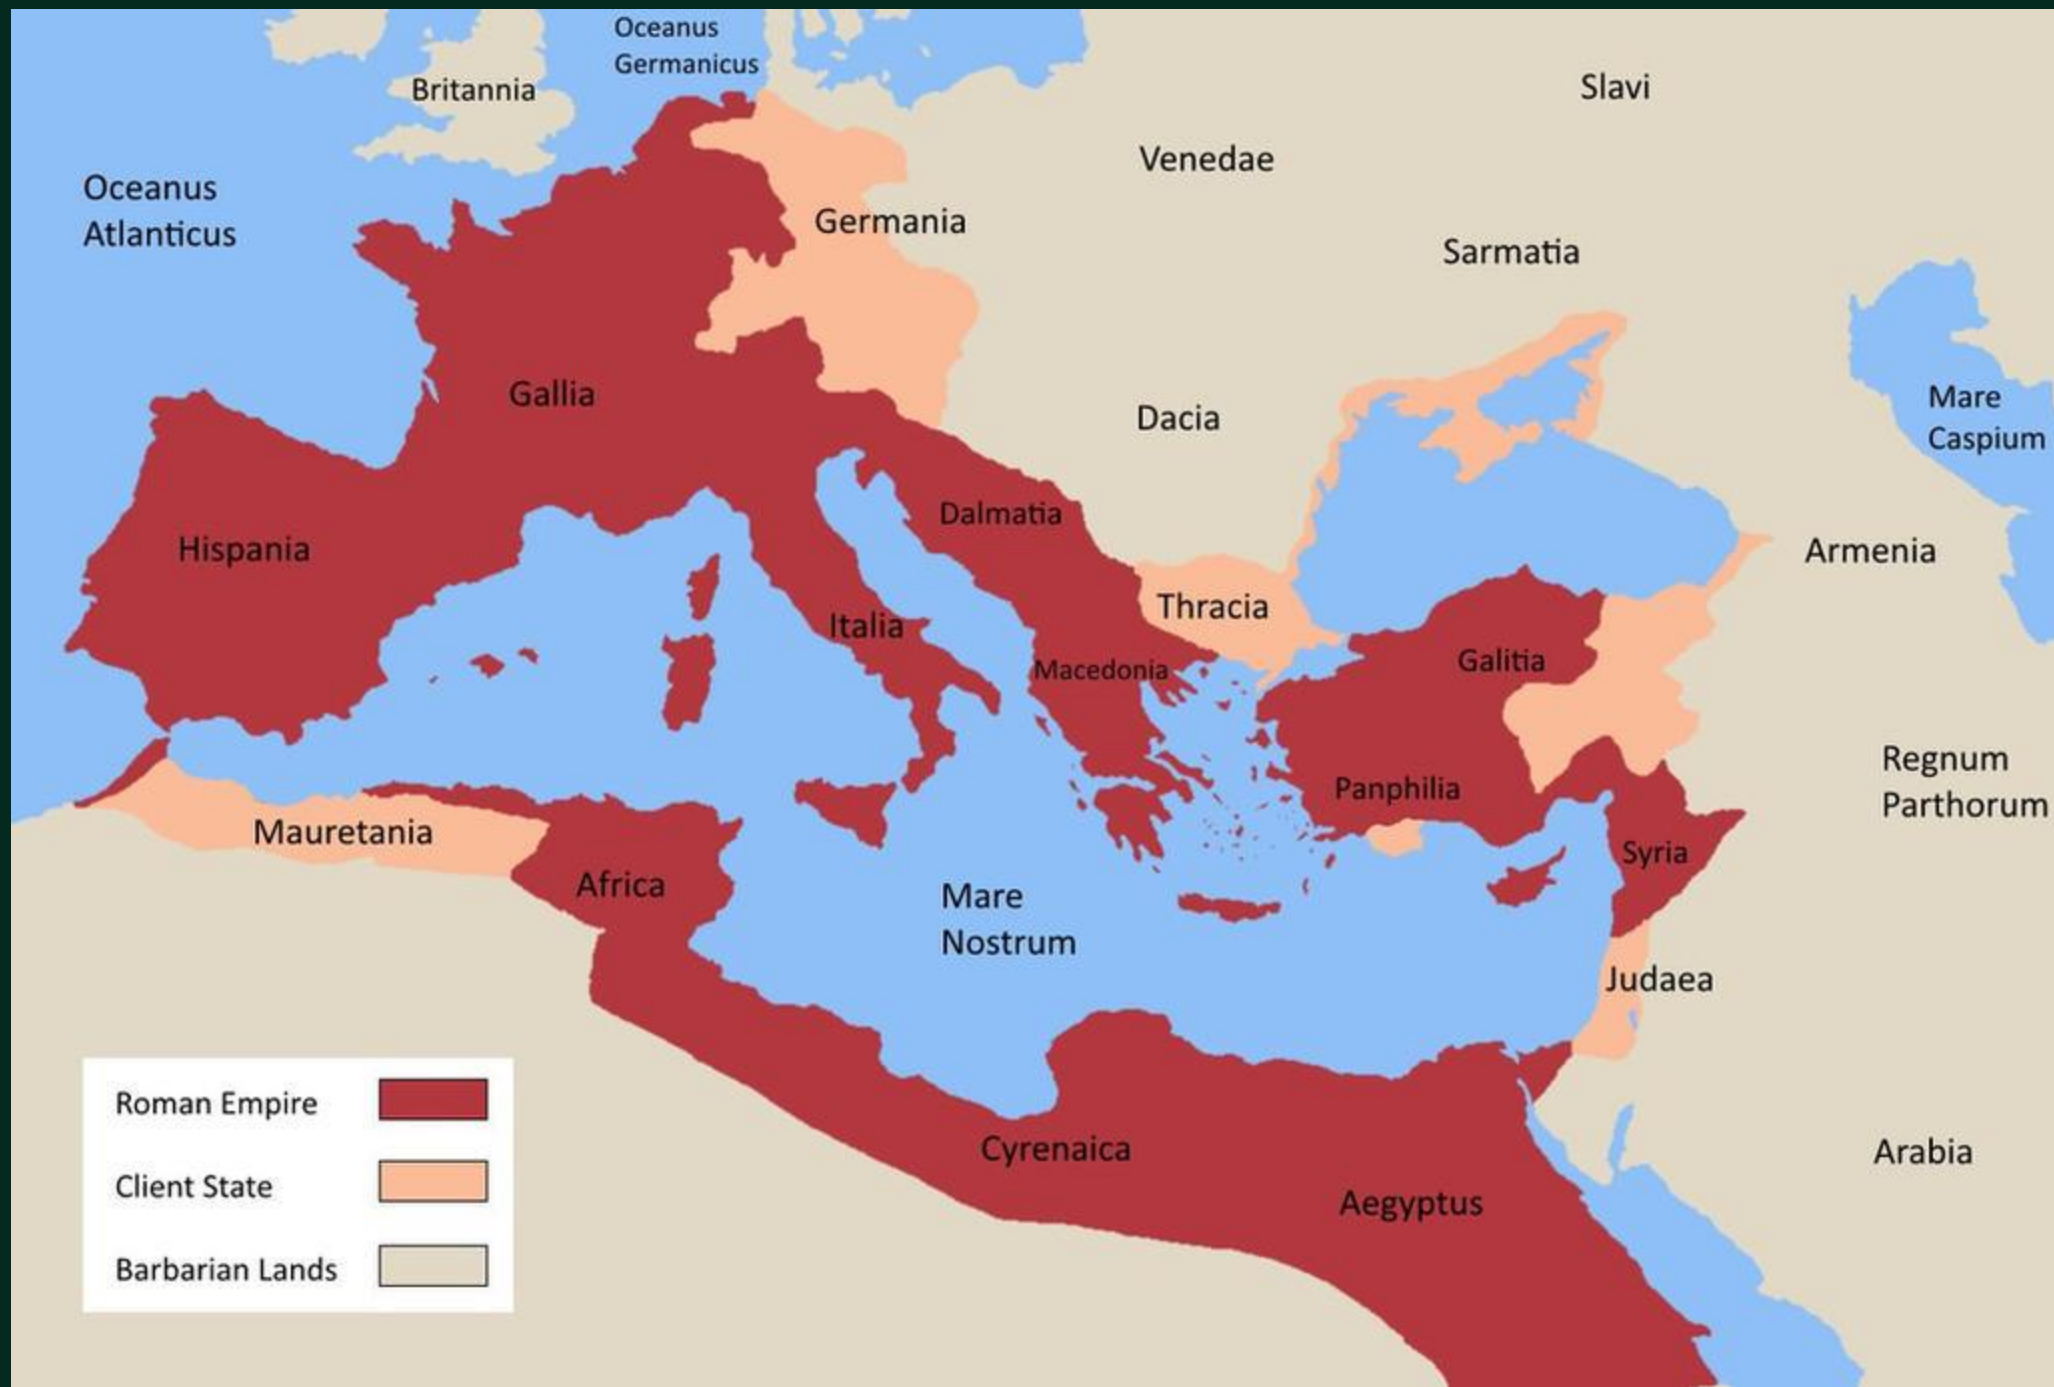 Oceanus
Germanicus
Britannia
Slavi
Venedae
Oceanus
Atlanticus
Germania
Sarmatia
Gallia
Dacia
Mare
Caspium
Dalmatia
Hispania
Armenia
Thracia
Italia
Galitia
Macedonia
Regnum
Parthorum
Panphilia
Mauretania
Syria
Africa
Mare
Nostrum
Judaea
Roman Empire
Cyrenaica
Arabia
Client State
Aegyptus
Barbarian Lands